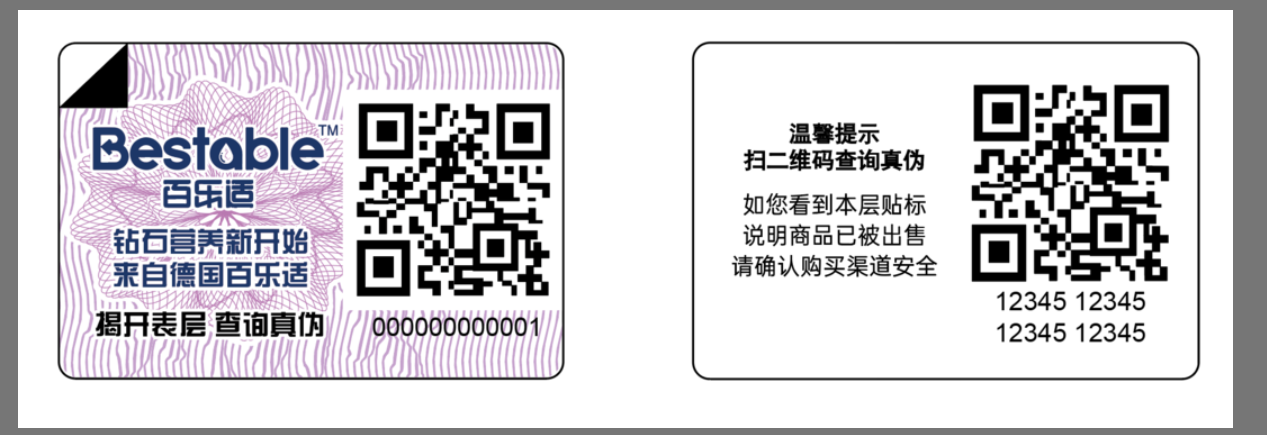 Bestable™
百乐适
钻石营养新开始
来自德国百乐适
揭开表层 查询真伪
000000000001
温馨提示
扫二维码查询真伪
如您看到本层贴标
说明商品已被出售
请确认购买渠道安全
12345 12345
12345 12345